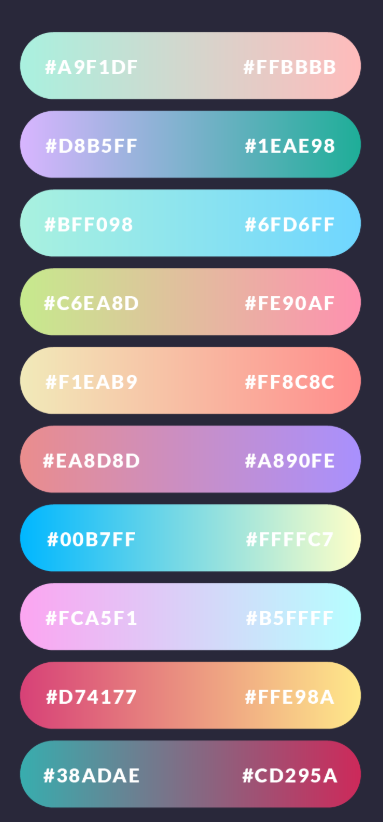 #A9F1DF #FFBBBB
#D8B5FF #1EAE98
#BFF098 #6FD6FF
#C6EA8D #FE90AF
#F1EAB9 #FF8C8C
#EA8D8D #A890FE
#00B7FF #FFFFC7
#FCA5F1 #B5FFFF
#D74177 #FFE98A
#38ADAE #CD295A